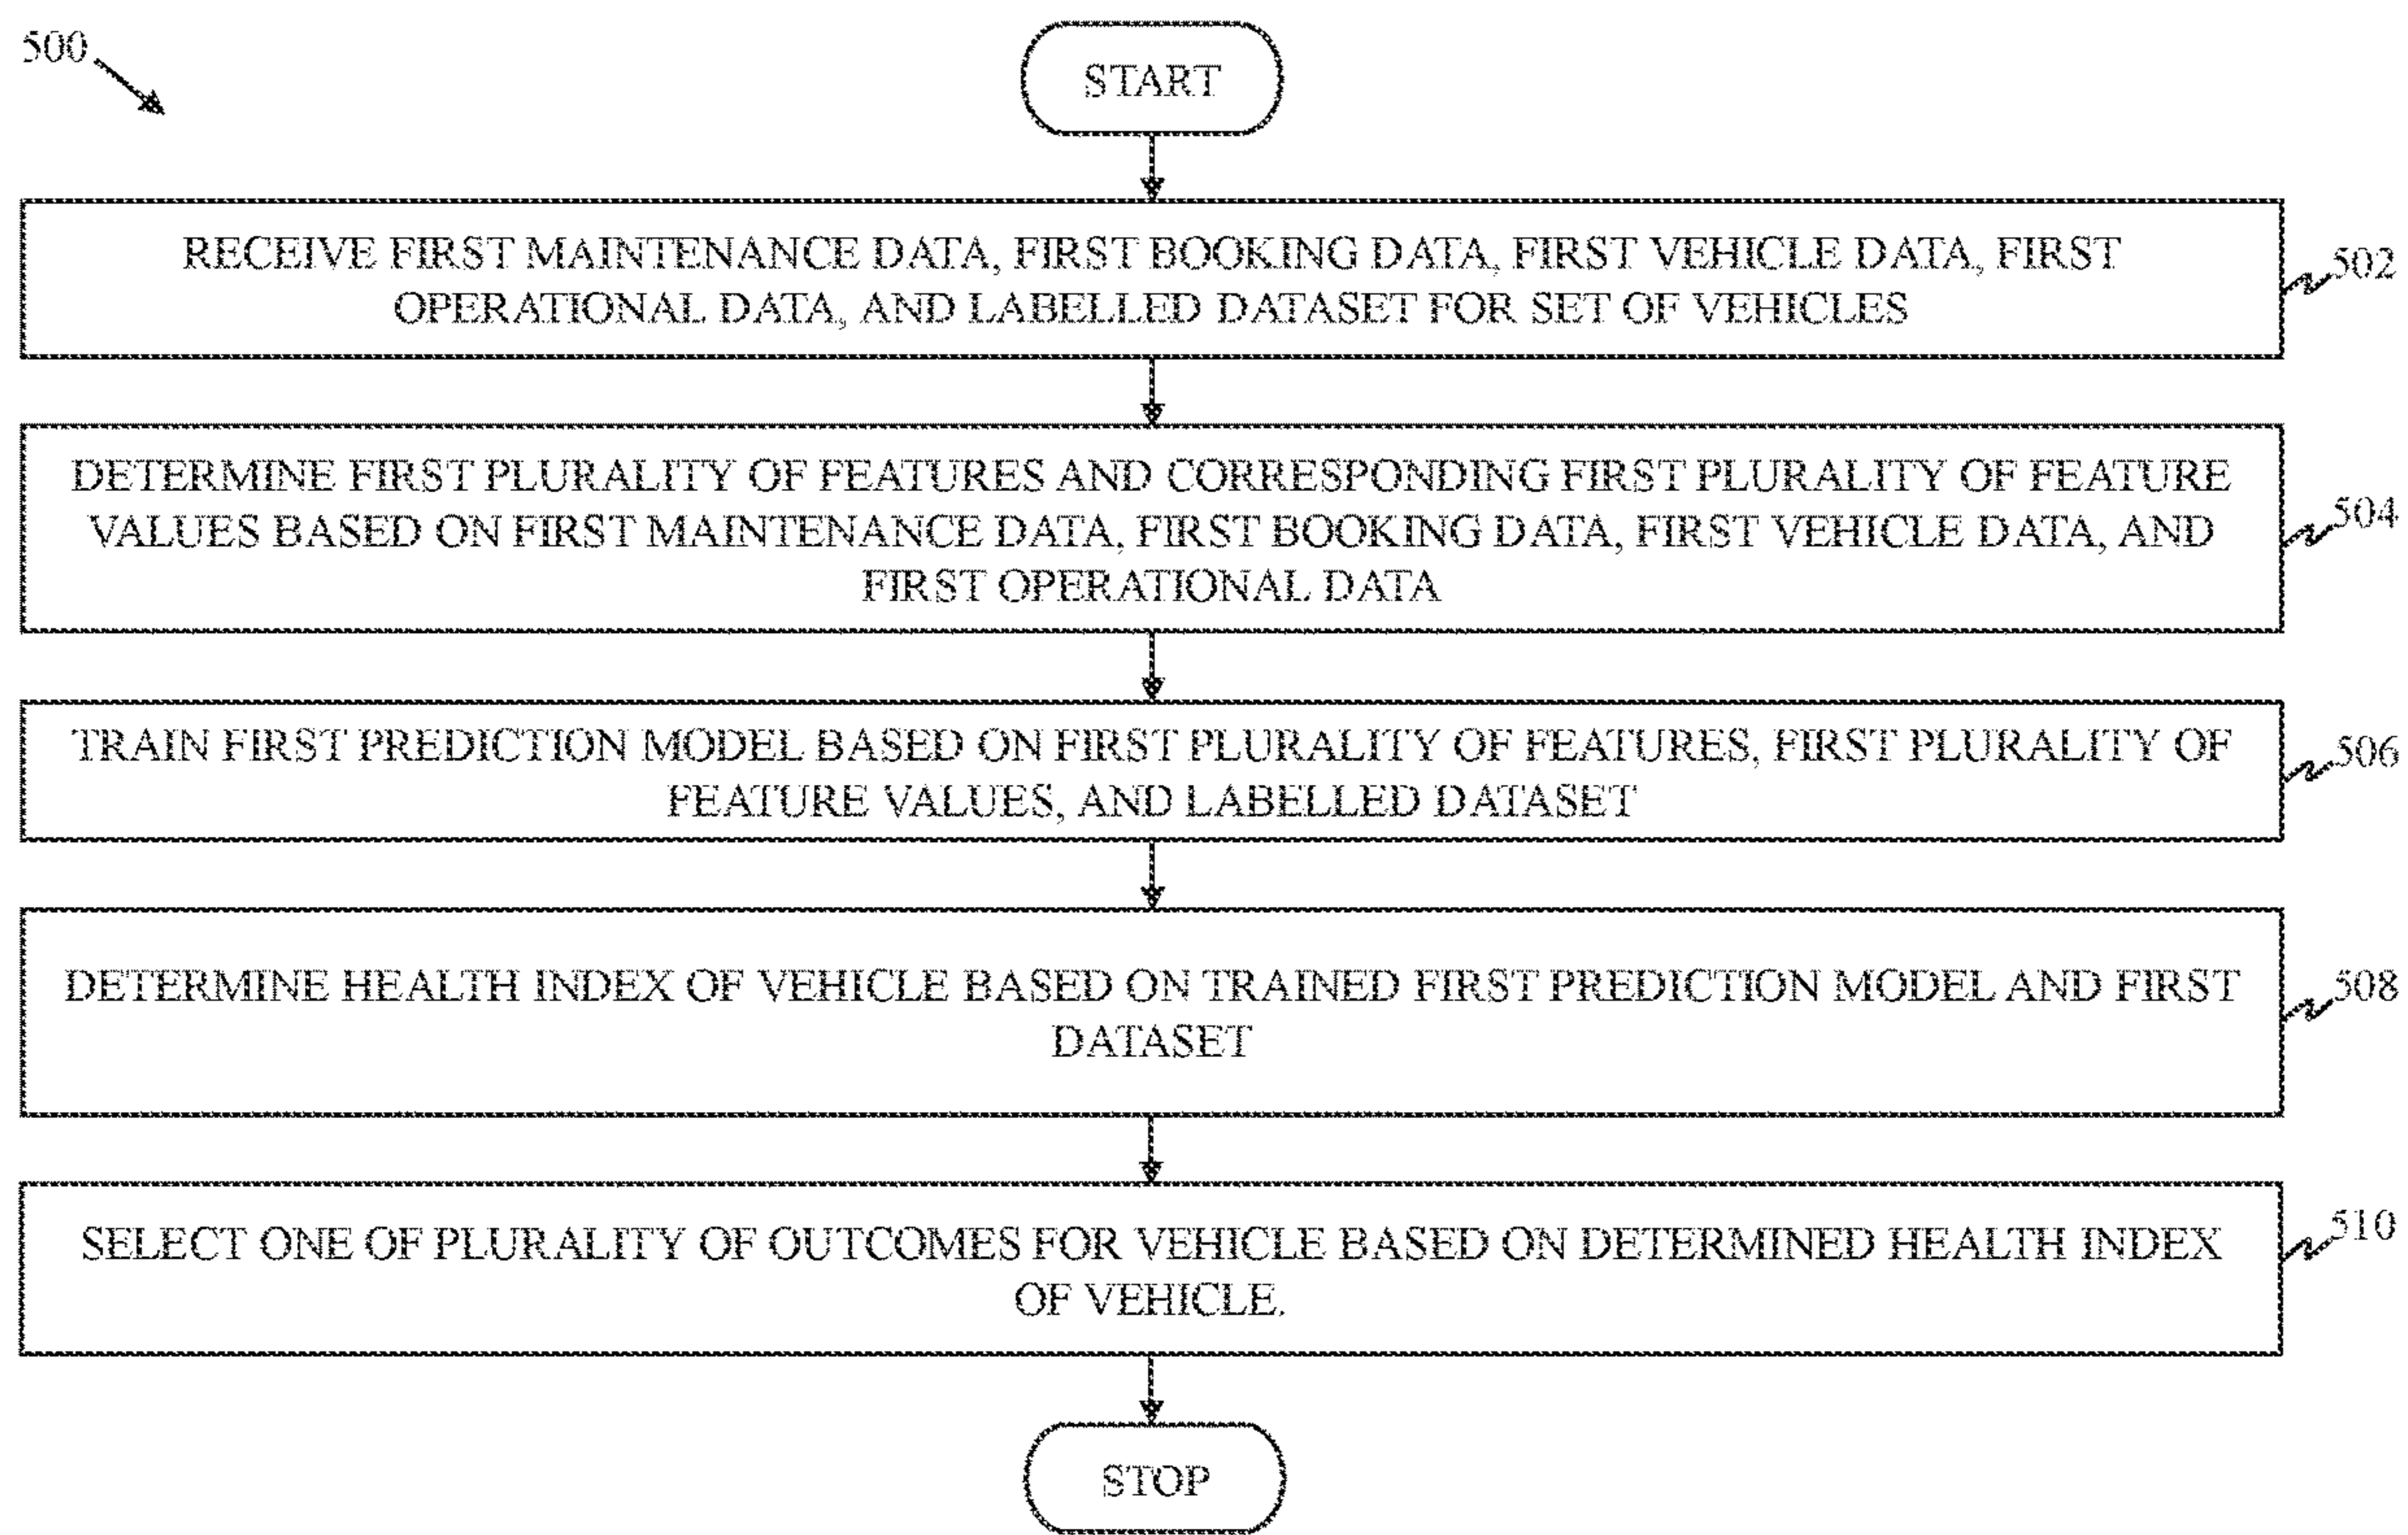 500
START
RECEIVE FIRST MAINTENANCE DATA, FIRST BOOKING DATA, FIRST VEHICLE DATA, FIRST
OPERATIONAL DATA, AND LABELLED DATASET FOR SET OF VEHICLES
502
DETERMINE FIRST PLURALITY OF FEATURES AND CORRESPONDING FIRST PLURALITY OF FEATURE
VALUES BASED ON FIRST MAINTENANCE DATA, FIRST BOOKING DATA, FIRST VEHICLE DATA, AND
FIRST OPERATIONAL DATA
504
TRAIN FIRST PREDICTION MODEL BASED ON FIRST PLURALITY OF FEATURES, FIRST PLURALITY OF
FEATURE VALUES, AND LABELLED DATASET
506
DETERMINE HEALTH INDEX OF VEHICLE BASED ON TRAINED FIRST PREDICTION MODEL AND FIRST
DATASET
508
SELECT ONE OF PLURALITY OF OUTCOMES FOR VEHICLE BASED ON DETERMINED HEALTH INDEX
OF VEHICLE.
510
STOP